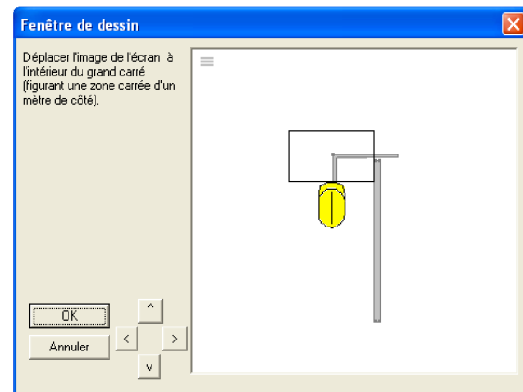 Fenêtre de dessin
Déplacer l'image de l'écran à
l'intérieur du grand carré
(figurant une zone carrée d'un
mètre de côté).
OK
Annuler
^
<
>
v